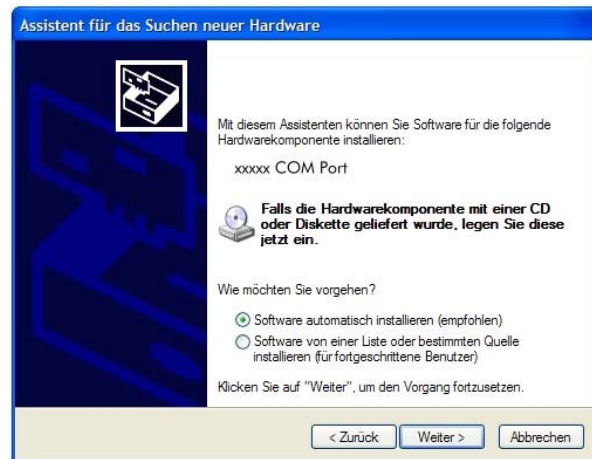 Assistent für das Suchen neuer Hardware
Mit diesem Assistenten können Sie Software für die folgende
Hardwarekomponente installieren:
xxxxx COM Port
Falls die Hardwarekomponente mit einer CD
oder Diskette geliefert wurde, legen Sie diese
jetzt ein.
Wie möchten Sie vorgehen?
Software automatisch installieren (empfohlen)
Software von einer Liste oder bestimmten Quelle
installieren (für fortgeschrittene Benutzer)
Klicken Sie auf "Weiter", um den Vorgang fortzusetzen.
< Zurück Weiter > Abbrechen